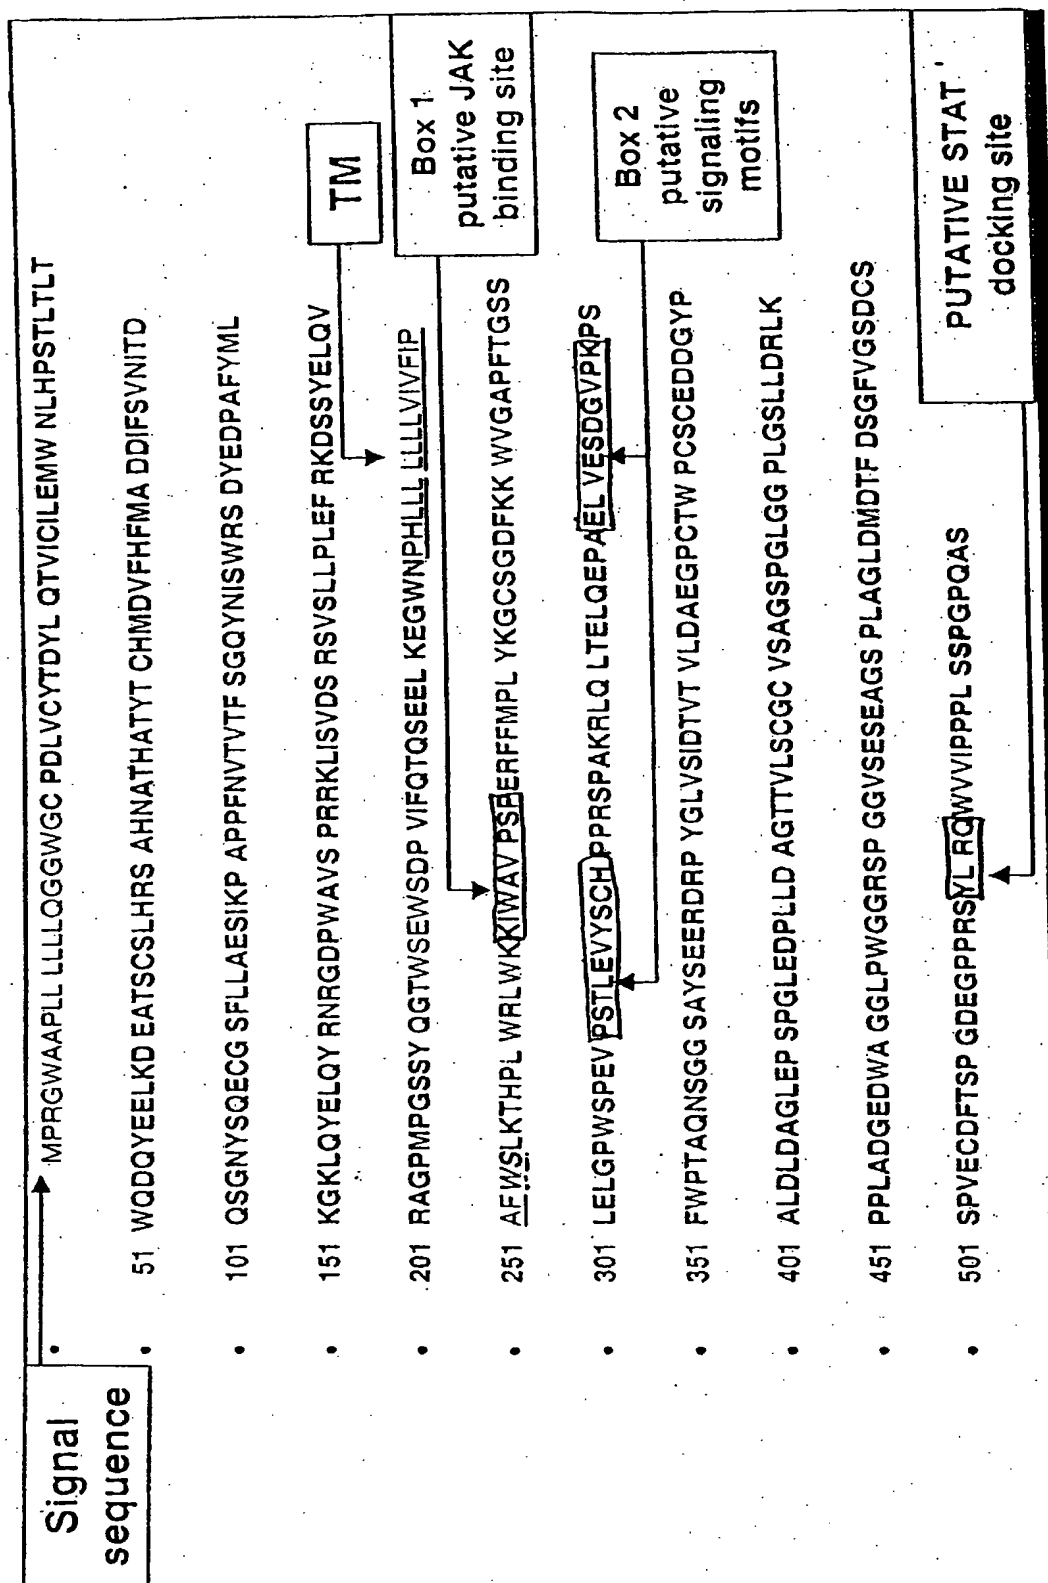 Signal
sequence
• MPRGWAAPLL LLLLQGGWGC PDLVCYTDYL QTVICILEMW NLHPSTLTLT
• 51 WQDQYEELKD EATSCSLHRS AHNATHATYT CHMDVFHFMA DDIFSVNITD
• 101 QSGNYSQECG SFLLAESIKP APPFNVTVTF SGQYNISWRS DYEDPAFYML
• 151 KGKLQYELQY RNRGDPWAVS PRRKLISVDS RSVSLLPLEF RKDSSYELQV
TM
• 201 RAGPMPGSSY QGTWSEWSDP VIFQTQSEEL KEGWNPHLLL LLLLVIVFIP
Box 1
putative JAK
binding site
• 251 AFWSLKTHPL WRLWKKIWAV PSPERFFMPL YKGCSGDFKK WVGAPFTGSS
• 301 LELGPWSPEV PSTLEVYSCH PPRSPAKRLQ LTELQEPAEL VESDGVPKPS
Box 2
putative
signaling
motifs
• 351 FWPTAQNSGG SAYSEERDRP YGLVSIDTVT VLDAEGPCTW PCSCEDDGYP
• 401 ALDLDAGLEP SPGLEDPLLD AGTTVLSCGC VSAGSPGLGG PLGSLLDRLK
• 451 PPLADGEDWA GGLPWGGRSP GGVSESEAGS PLAGLDMDTF DSGFVGSDCS
• 501 SPVECDFTSP GDEGPPRSYL RQWVVIPPPL SSPGPQAS
PUTATIVE STAT
docking site